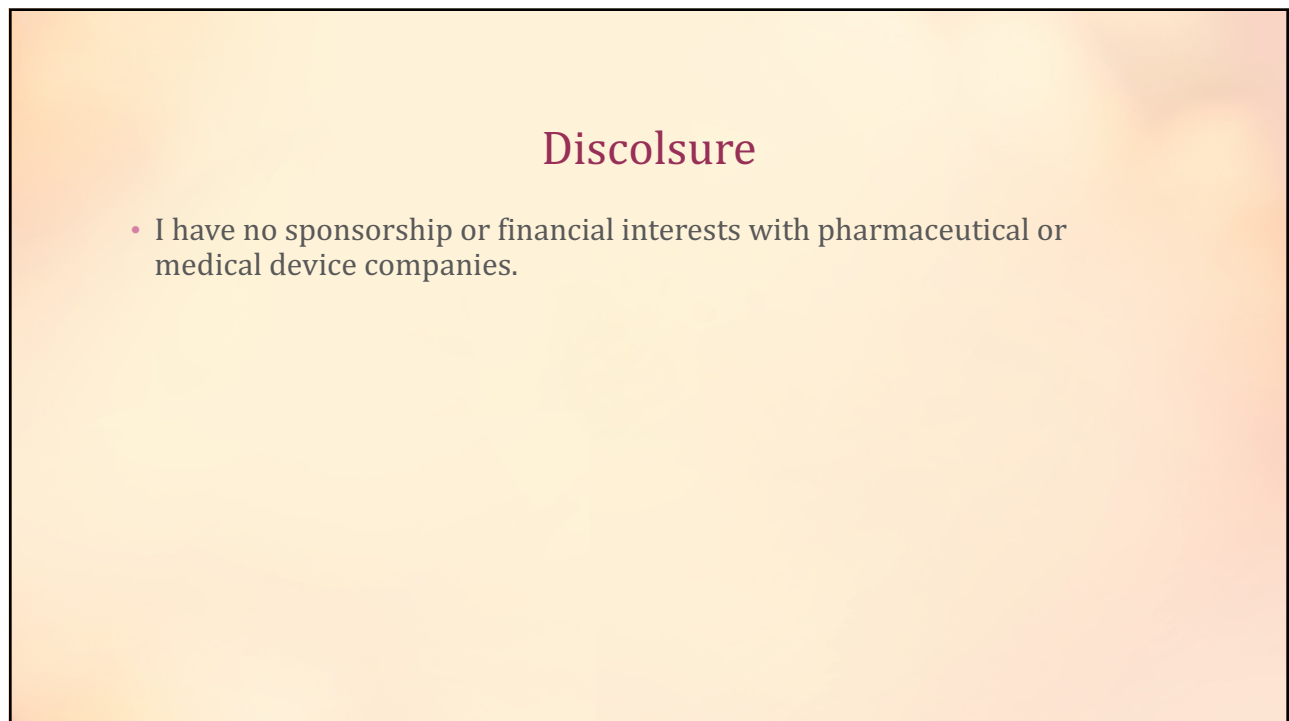 Discolsure
• I have no sponsorship or financial interests with pharmaceutical or
medical device companies.